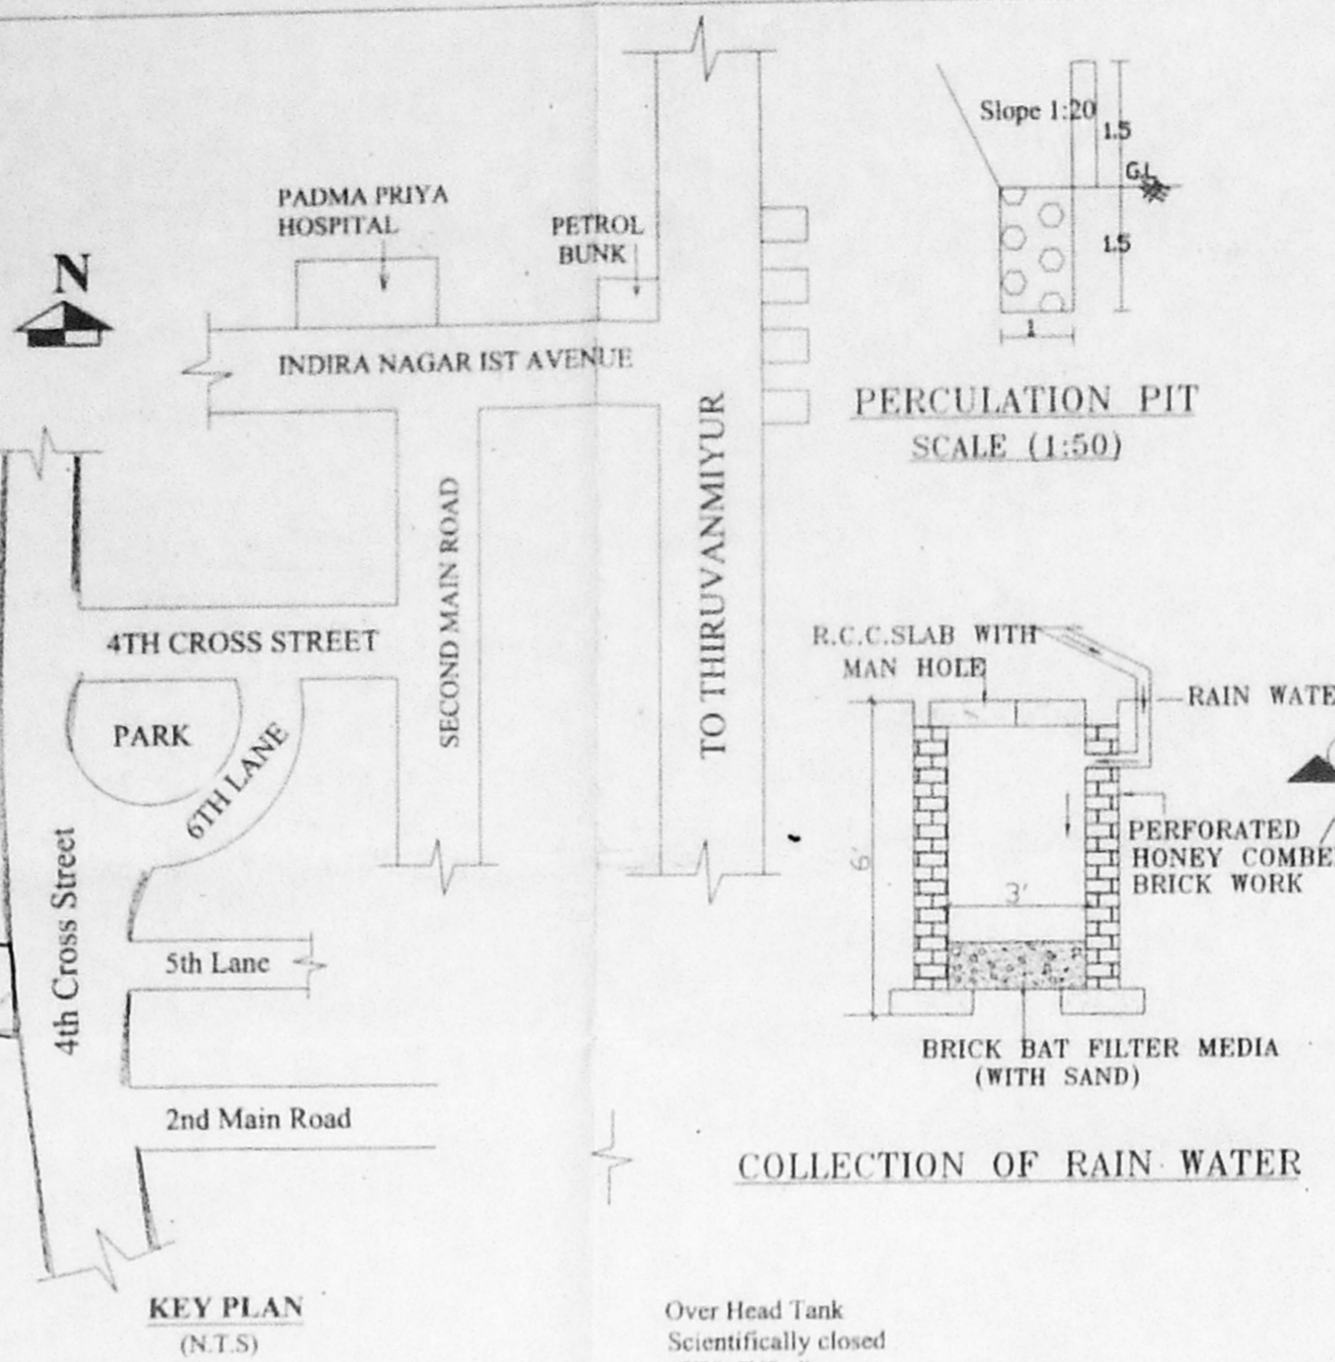 PADMA PRIYA
HOSPITAL
PETROL
BUNK
N
INDIRA NAGAR IST AVENUE
SECOND MAIN ROAD
TO THIRUVANMIYUR
4TH CROSS STREET
PARK
6TH LANE
4th Cross Street
5th Lane
2nd Main Road
KEY PLAN
(N.T.S)
Slope 1:20
1.5
G.L
1.5
1
PERCULATION PIT
SCALE (1:50)
R.C.C.SLAB WITH
MAN HOLE
RAIN WATE
PERFORATED /
HONEY COMBE
BRICK WORK
6'
3'
BRICK BAT FILTER MEDIA
(WITH SAND)
COLLECTION OF RAIN WATER
Over Head Tank
Scientifically closed